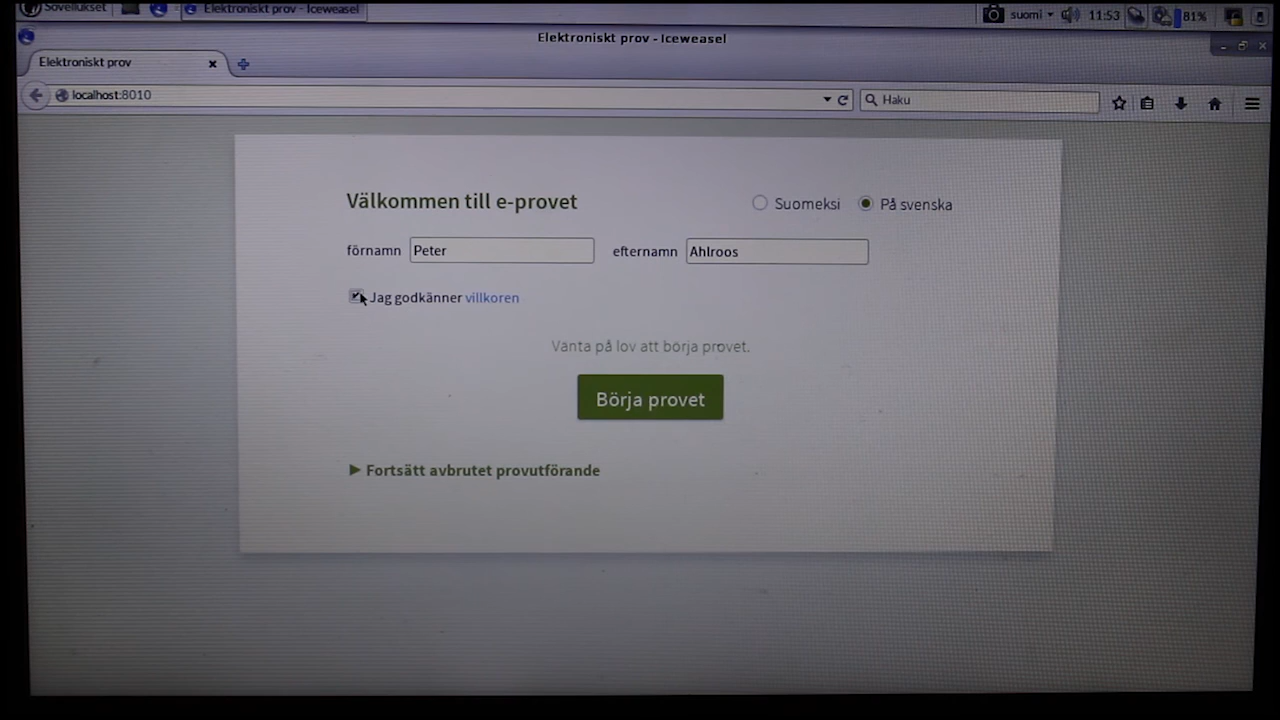 Sovellukset Elektroniskt prov - Iceweasel suomi 11:53 81%
Elektroniskt prov - Iceweasel
Elektroniskt prov
localhost:8010 Haku
Välkommen till e-provet Suomeksi På svenska
förnamn Peter efternamn Ahlroos
Jag godkänner villkoren
Vänta på lov att börja provet.
Börja provet
Fortsätt avbrutet provutförande